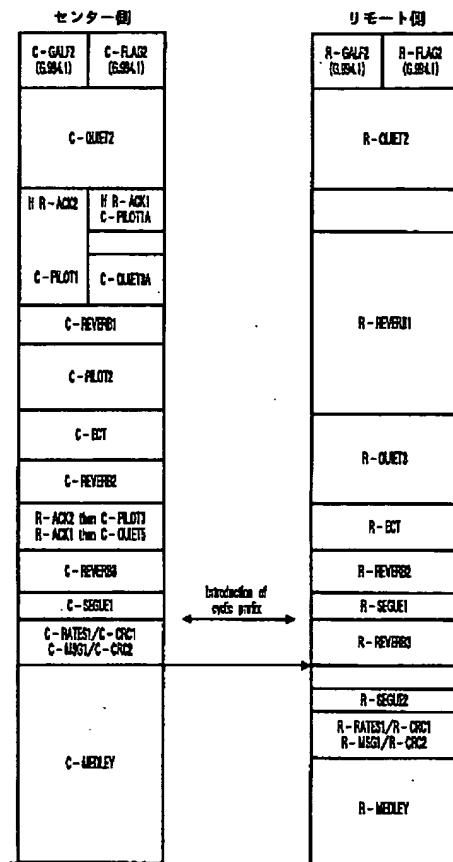 センター側
C-GALF2
(G.994.1)
C-FLAG2
(G.994.1)
C-QUIET2
If R-ACK2
C-PILOT1
If R-ACK1
C-PILOT1A
C-QUIET3A
C-REVERB1
C-PILOT2
C-ECT
C-REVERB2
R-ACK2 then C-PILOT3
R-ACK1 then C-QUIET5
C-REVERB3
C-SEGUE1
C-RATES1/C-CRC1
C-MSG1/C-CRC2
C-MEDLEY
Introduction of
cyclic prefix
リモート側
R-GALF2
(G.994.1)
R-FLAG2
(G.994.1)
R-QUIET2
R-REVERB1
R-QUIET3
R-ECT
R-REVERB2
R-SEGUE1
R-REVERB3
R-SEGUE2
R-RATES1/R-CRC1
R-MSG1/R-CRC2
R-MEDLEY